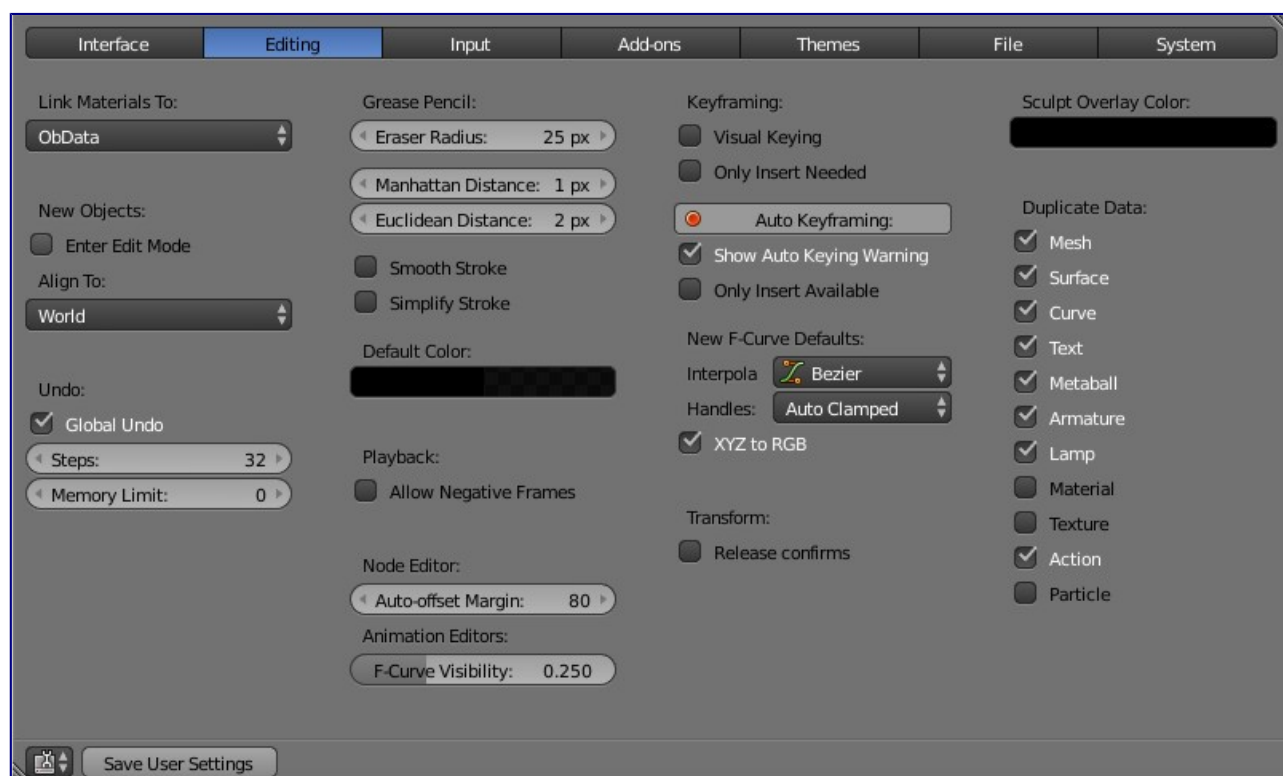 Interface Editing Input Add-ons Themes File System
Link Materials To:
ObData
New Objects:
Enter Edit Mode
Align To:
World
Undo:
Global Undo
Steps: 32
Memory Limit: 0
Grease Pencil:
Eraser Radius: 25 px
Manhattan Distance: 1 px
Euclidean Distance: 2 px
Smooth Stroke
Simplify Stroke
Default Color:
Playback:
Allow Negative Frames
Node Editor:
Auto-offset Margin: 80
Animation Editors:
F-Curve Visibility: 0.250
Keyframing:
Visual Keying
Only Insert Needed
Auto Keyframing:
Show Auto Keying Warning
Only Insert Available
New F-Curve Defaults:
Interpola Bezier
Handles: Auto Clamped
XYZ to RGB
Transform:
Release confirms
Sculpt Overlay Color:
Duplicate Data:
Mesh
Surface
Curve
Text
Metaball
Armature
Lamp
Material
Texture
Action
Particle
Save User Settings